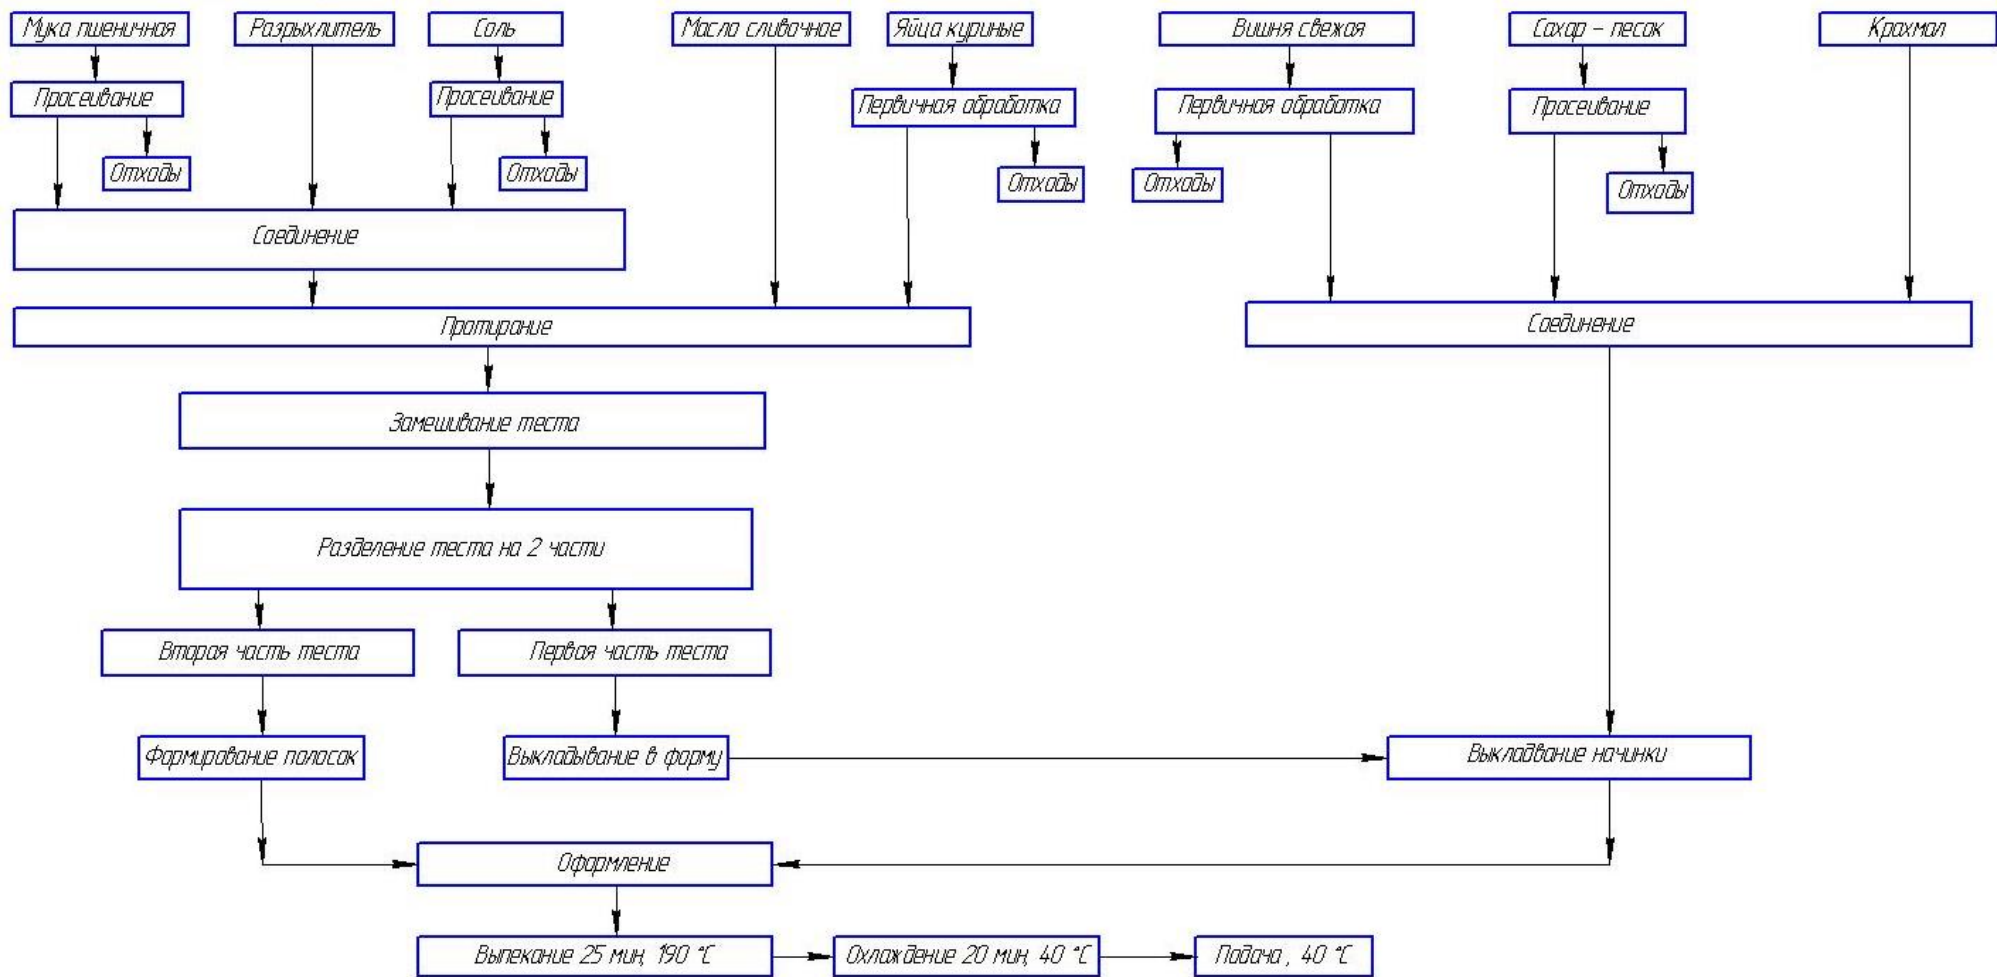 Мука пшеничная
Разрыхлитель
Соль
Масло сливочное
Яйца куриные
Вишня свежая
Сахар – песок
Крахмал
Просеивание
Просеивание
Первичная обработка
Первичная обработка
Просеивание
Отходы
Отходы
Отходы
Отходы
Отходы
Соединение
Протирание
Соединение
Замешивание теста
Разделение теста на 2 части
Вторая часть теста
Первая часть теста
Формирование полосок
Выкладывание в форму
Выкладвание начинки
Оформление
Выпекание 25 мин, 190 °С
Охлаждение 20 мин, 40 °С
Подача , 40 °С